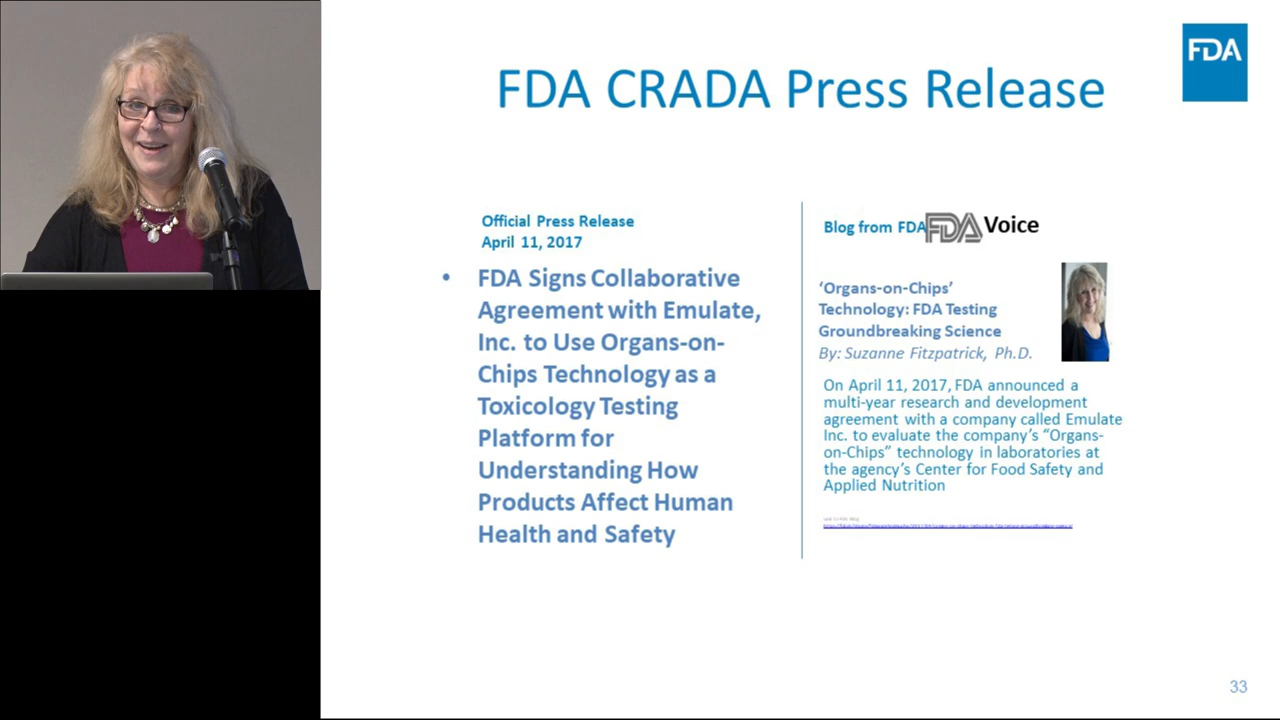 FDA
FDA CRADA Press Release
Official Press Release
April 11, 2017
• FDA Signs Collaborative
Agreement with Emulate,
Inc. to Use Organs-on-
Chips Technology as a
Toxicology Testing
Platform for
Understanding How
Products Affect Human
Health and Safety
Blog from FDA FDA Voice
‘Organs-on-Chips’
Technology: FDA Testing
Groundbreaking Science
By: Suzanne Fitzpatrick, Ph.D.
On April 11, 2017, FDA announced a
multi-year research and development
agreement with a company called Emulate
Inc. to evaluate the company’s “Organs-
on-Chips” technology in laboratories at
the agency’s Center for Food Safety and
Applied Nutrition
33